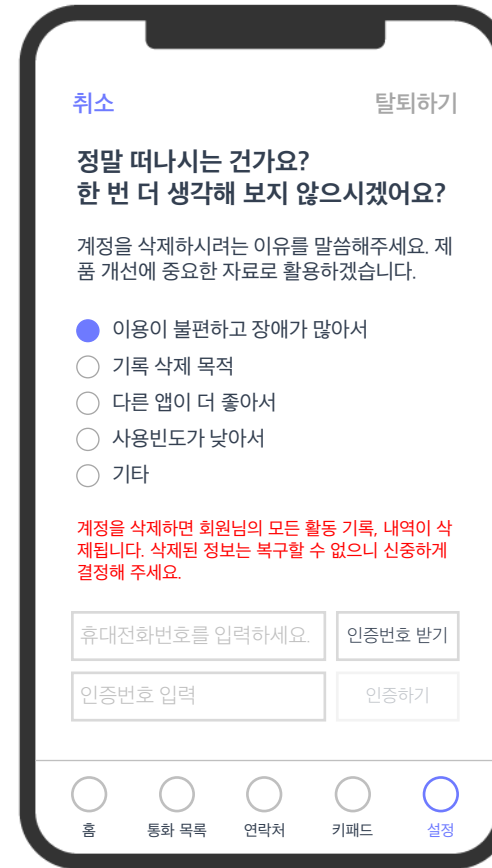 취소
탈퇴하기
정말 떠나시는 건가요?
한 번 더 생각해 보지 않으시겠어요?
계정을 삭제하시려는 이유를 말씀해주세요. 제
품 개선에 중요한 자료로 활용하겠습니다.
이용이 불편하고 장애가 많아서
기록 삭제 목적
다른 앱이 더 좋아서
사용빈도가 낮아서
기타
계정을 삭제하면 회원님의 모든 활동 기록, 내역이 삭
제됩니다. 삭제된 정보는 복구할 수 없으니 신중하게
결정해 주세요.
휴대전화번호를 입력하세요.
인증번호 받기
인증번호 입력
인증하기
홈
통화 목록
연락처
키패드
설정